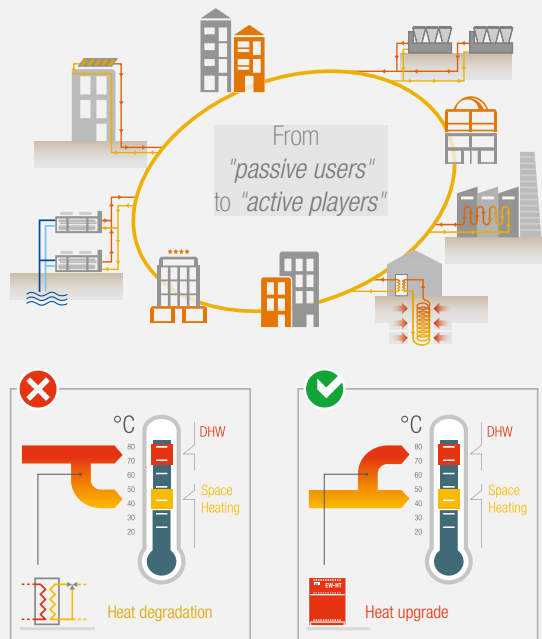 From
"passive users"
to "active players"
****
°C
DHW
80
70
60
50
40
30
20
Space
Heating
Heat degradation
°C
DHW
80
70
60
50
40
30
20
Space
Heating
EW-HT
Heat upgrade